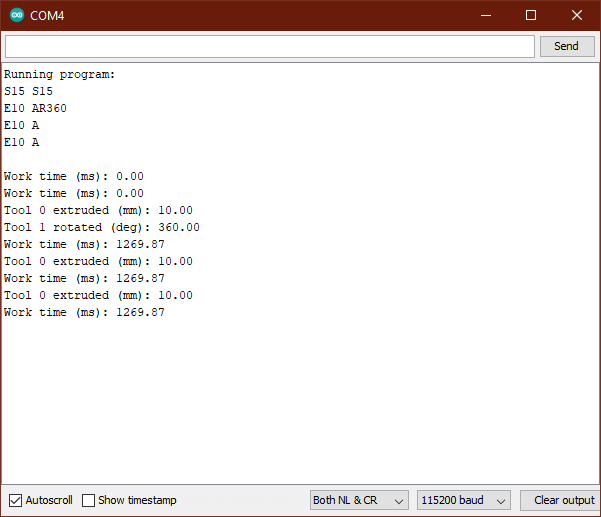 COM4
Send
Running program:
S15 S15
E10 AR360
E10 A
E10 A
Work time (ms): 0.00
Work time (ms): 0.00
Tool 0 extruded (mm): 10.00
Tool 1 rotated (deg): 360.00
Work time (ms): 1269.87
Tool 0 extruded (mm): 10.00
Work time (ms): 1269.87
Tool 0 extruded (mm): 10.00
Work time (ms): 1269.87
Autoscroll Show timestamp Both NL & CR 115200 baud Clear output